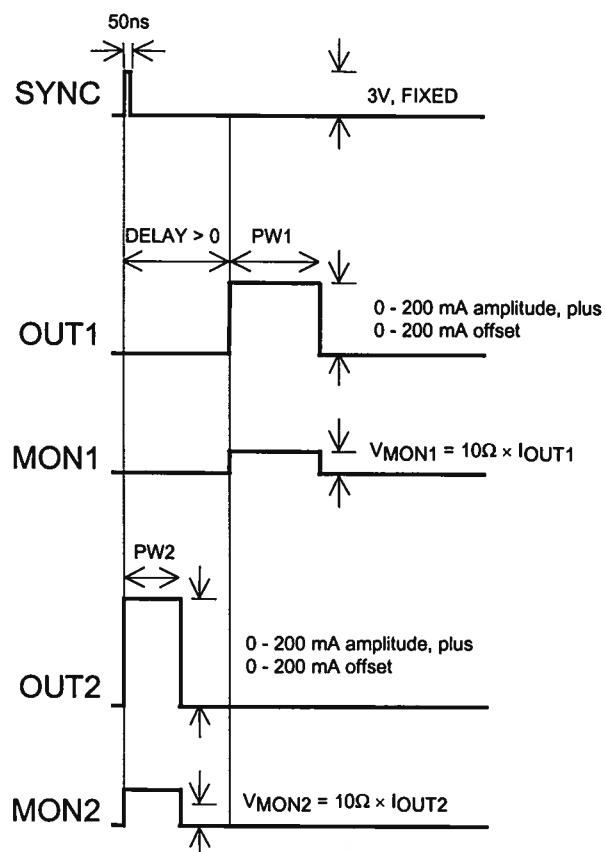 50ns
SYNC
3V, FIXED
DELAY > 0
PW1
OUT1
0 - 200 mA amplitude, plus
0 - 200 mA offset
MON1
VMON1 = 10Ω × IOUT1
PW2
OUT2
0 - 200 mA amplitude, plus
0 - 200 mA offset
MON2
VMON2 = 10Ω × IOUT2